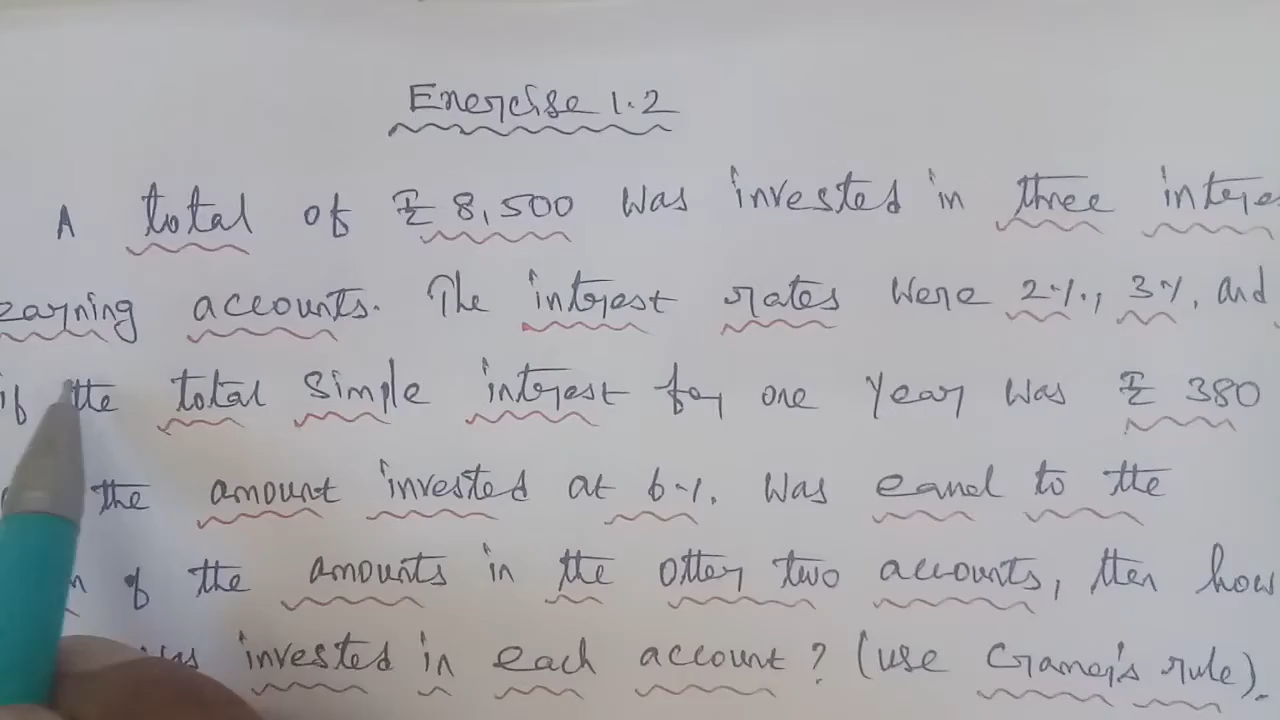 Exercise 1.2
A total of ₹ 8,500 was invested in three
earning accounts. The interest rates were 2%, 3%, and
if the total simple interest for one year was ₹ 380
the amount invested at 6%. was equal to the
of the amounts in the other two accounts, then how
was invested in each account ? (use Cramer's rule).